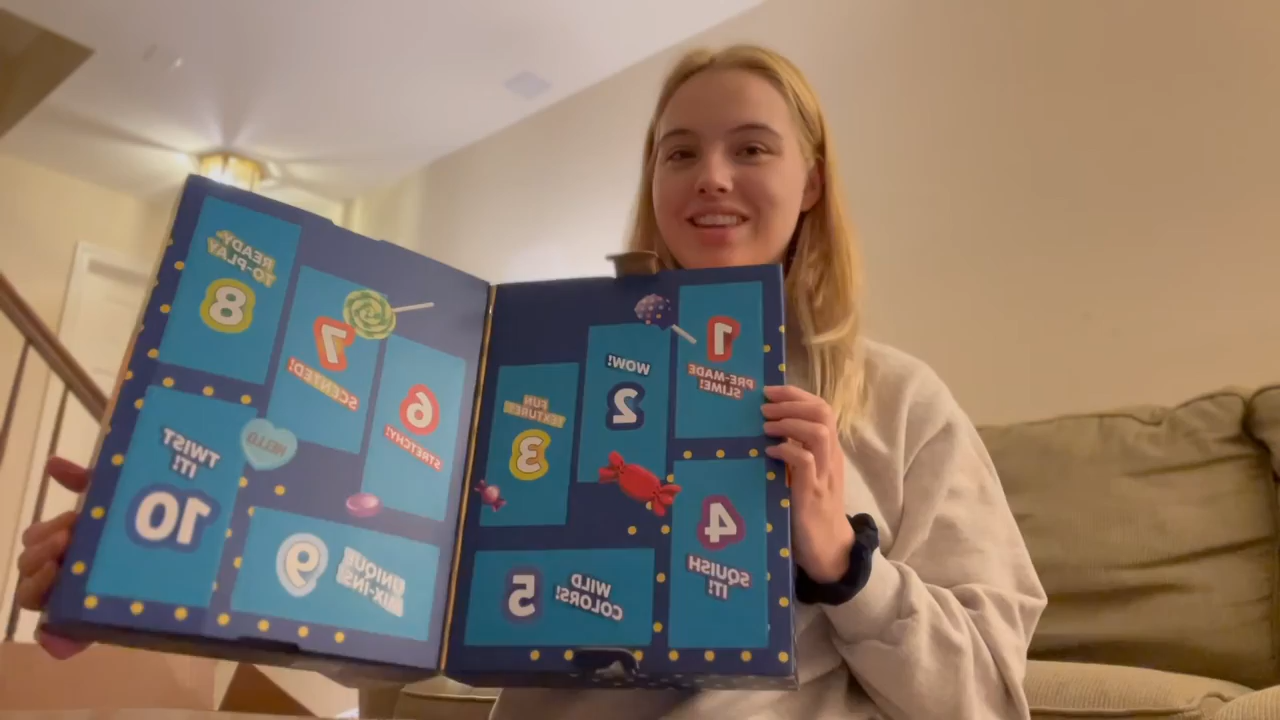 1
PRE-MADE
SLIME!
WOW!
2
FUN
TEXTURES
3
4
SQUISH
IT!
WILD
COLORS!
5
6
STRETCHY!
7
SCENTED!
READY-
TO-PLAY
8
UNIQUE
MIX-INS!
9
TWIST
IT!
10
HELLO